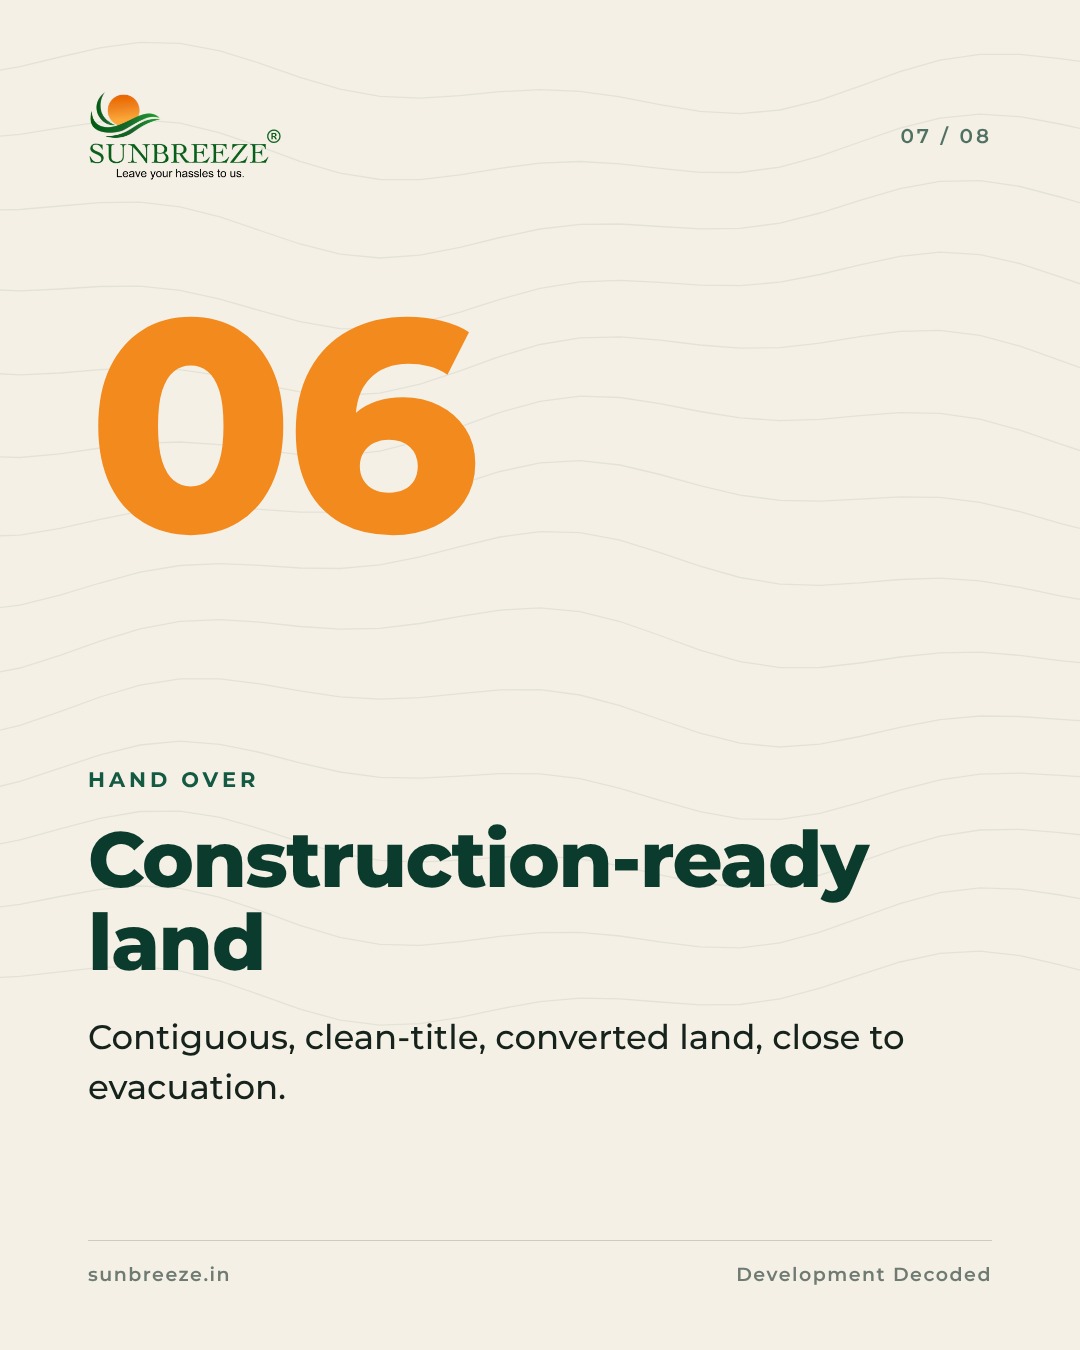 SUNBREEZE®
Leave your hassles to us.
07 / 08
06
HAND OVER
Construction-ready
land
Contiguous, clean-title, converted land, close to
evacuation.
sunbreeze.in
Development Decoded